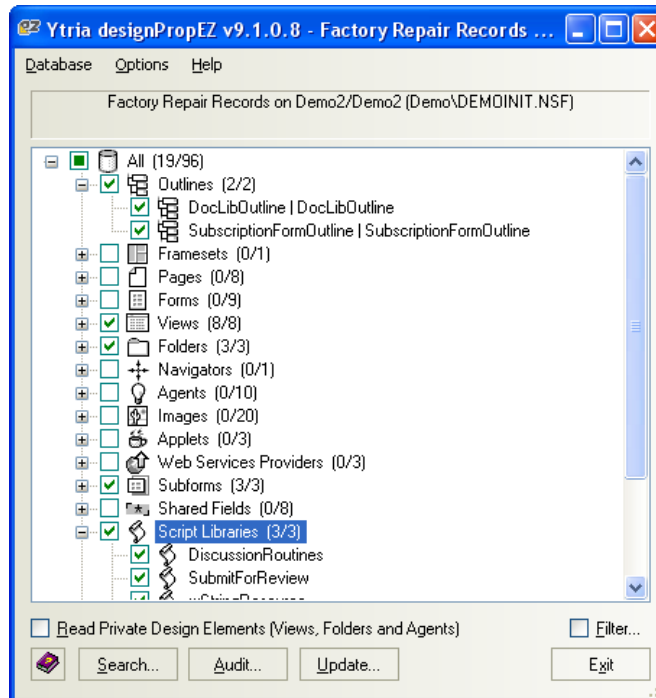 Ytria designPropEZ v9.1.0.8 - Factory Repair Records ...
Database Options Help
Factory Repair Records on Demo2/Demo2 (Demo\DEMOINIT.NSF)
All (19/96)
Outlines (2/2)
DocLibOutline | DocLibOutline
SubscriptionFormOutline | SubscriptionFormOutline
Framesets (0/1)
Pages (0/8)
Forms (0/9)
Views (8/8)
Folders (3/3)
Navigators (0/1)
Agents (0/10)
Images (0/20)
Applets (0/3)
Web Services Providers (0/3)
Subforms (3/3)
Shared Fields (0/8)
Script Libraries (3/3)
DiscussionRoutines
SubmitForReview
Read Private Design Elements (Views, Folders and Agents) Filter...
Search... Audit... Update... Exit